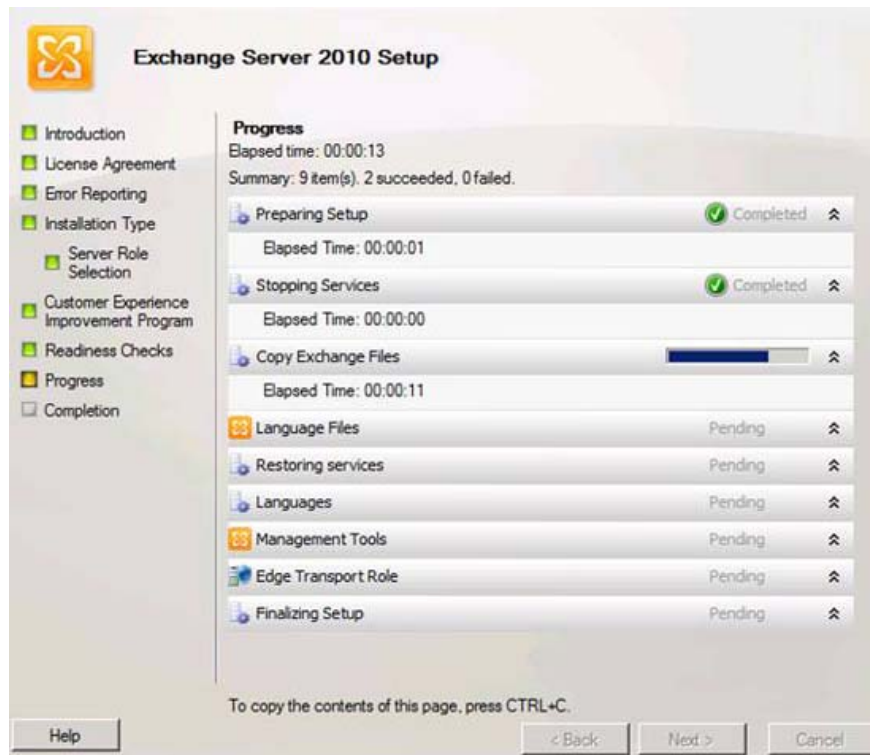 Exchange Server 2010 Setup
Introduction
License Agreement
Error Reporting
Installation Type
Server Role
Selection
Customer Experience
Improvement Program
Readiness Checks
Progress
Completion
Progress
Elapsed time: 00:00:13
Summary: 9 item(s). 2 succeeded, 0 failed.
Preparing Setup Completed
Elapsed Time: 00:00:01
Stopping Services Completed
Elapsed Time: 00:00:00
Copy Exchange Files
Elapsed Time: 00:00:11
Language Files Pending
Restoring services Pending
Languages Pending
Management Tools Pending
Edge Transport Role Pending
Finalizing Setup Pending
To copy the contents of this page, press CTRL+C.
Help < Back Next > Cancel